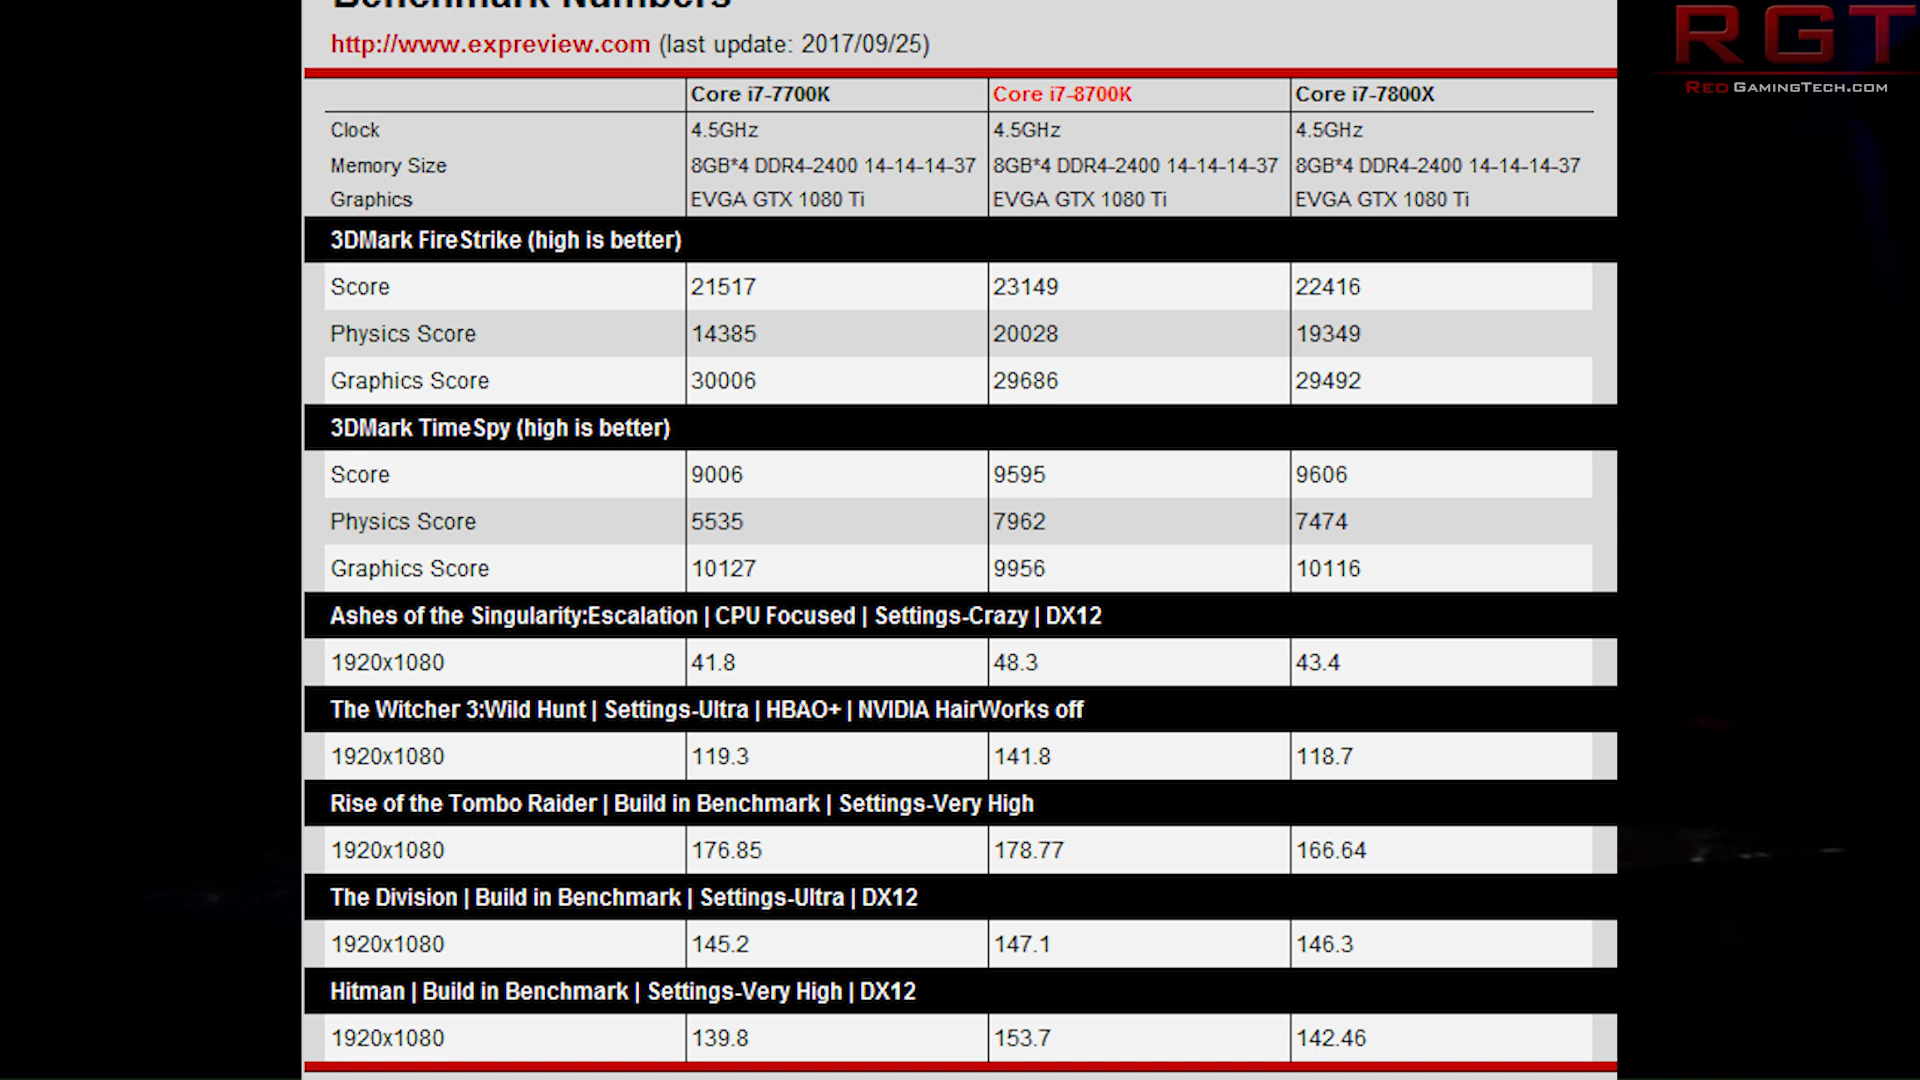 Benchmark Numbers
http://www.expreview.com (last update: 2017/09/25)
RGT
RedGamingTech.com
Core i7-7700K Core i7-8700K Core i7-7800X
Clock 4.5GHz 4.5GHz 4.5GHz
Memory Size 8GB*4 DDR4-2400 14-14-14-37 8GB*4 DDR4-2400 14-14-14-37 8GB*4 DDR4-2400 14-14-14-37
Graphics EVGA GTX 1080 Ti EVGA GTX 1080 Ti EVGA GTX 1080 Ti
3DMark FireStrike (high is better)
Score 21517 23149 22416
Physics Score 14385 20028 19349
Graphics Score 30006 29686 29492
3DMark TimeSpy (high is better)
Score 9006 9595 9606
Physics Score 5535 7962 7474
Graphics Score 10127 9956 10116
Ashes of the Singularity:Escalation | CPU Focused | Settings-Crazy | DX12
1920x1080 41.8 48.3 43.4
The Witcher 3:Wild Hunt | Settings-Ultra | HBAO+ | NVIDIA HairWorks off
1920x1080 119.3 141.8 118.7
Rise of the Tombo Raider | Build in Benchmark | Settings-Very High
1920x1080 176.85 178.77 166.64
The Division | Build in Benchmark | Settings-Ultra | DX12
1920x1080 145.2 147.1 146.3
Hitman | Build in Benchmark | Settings-Very High | DX12
1920x1080 139.8 153.7 142.46